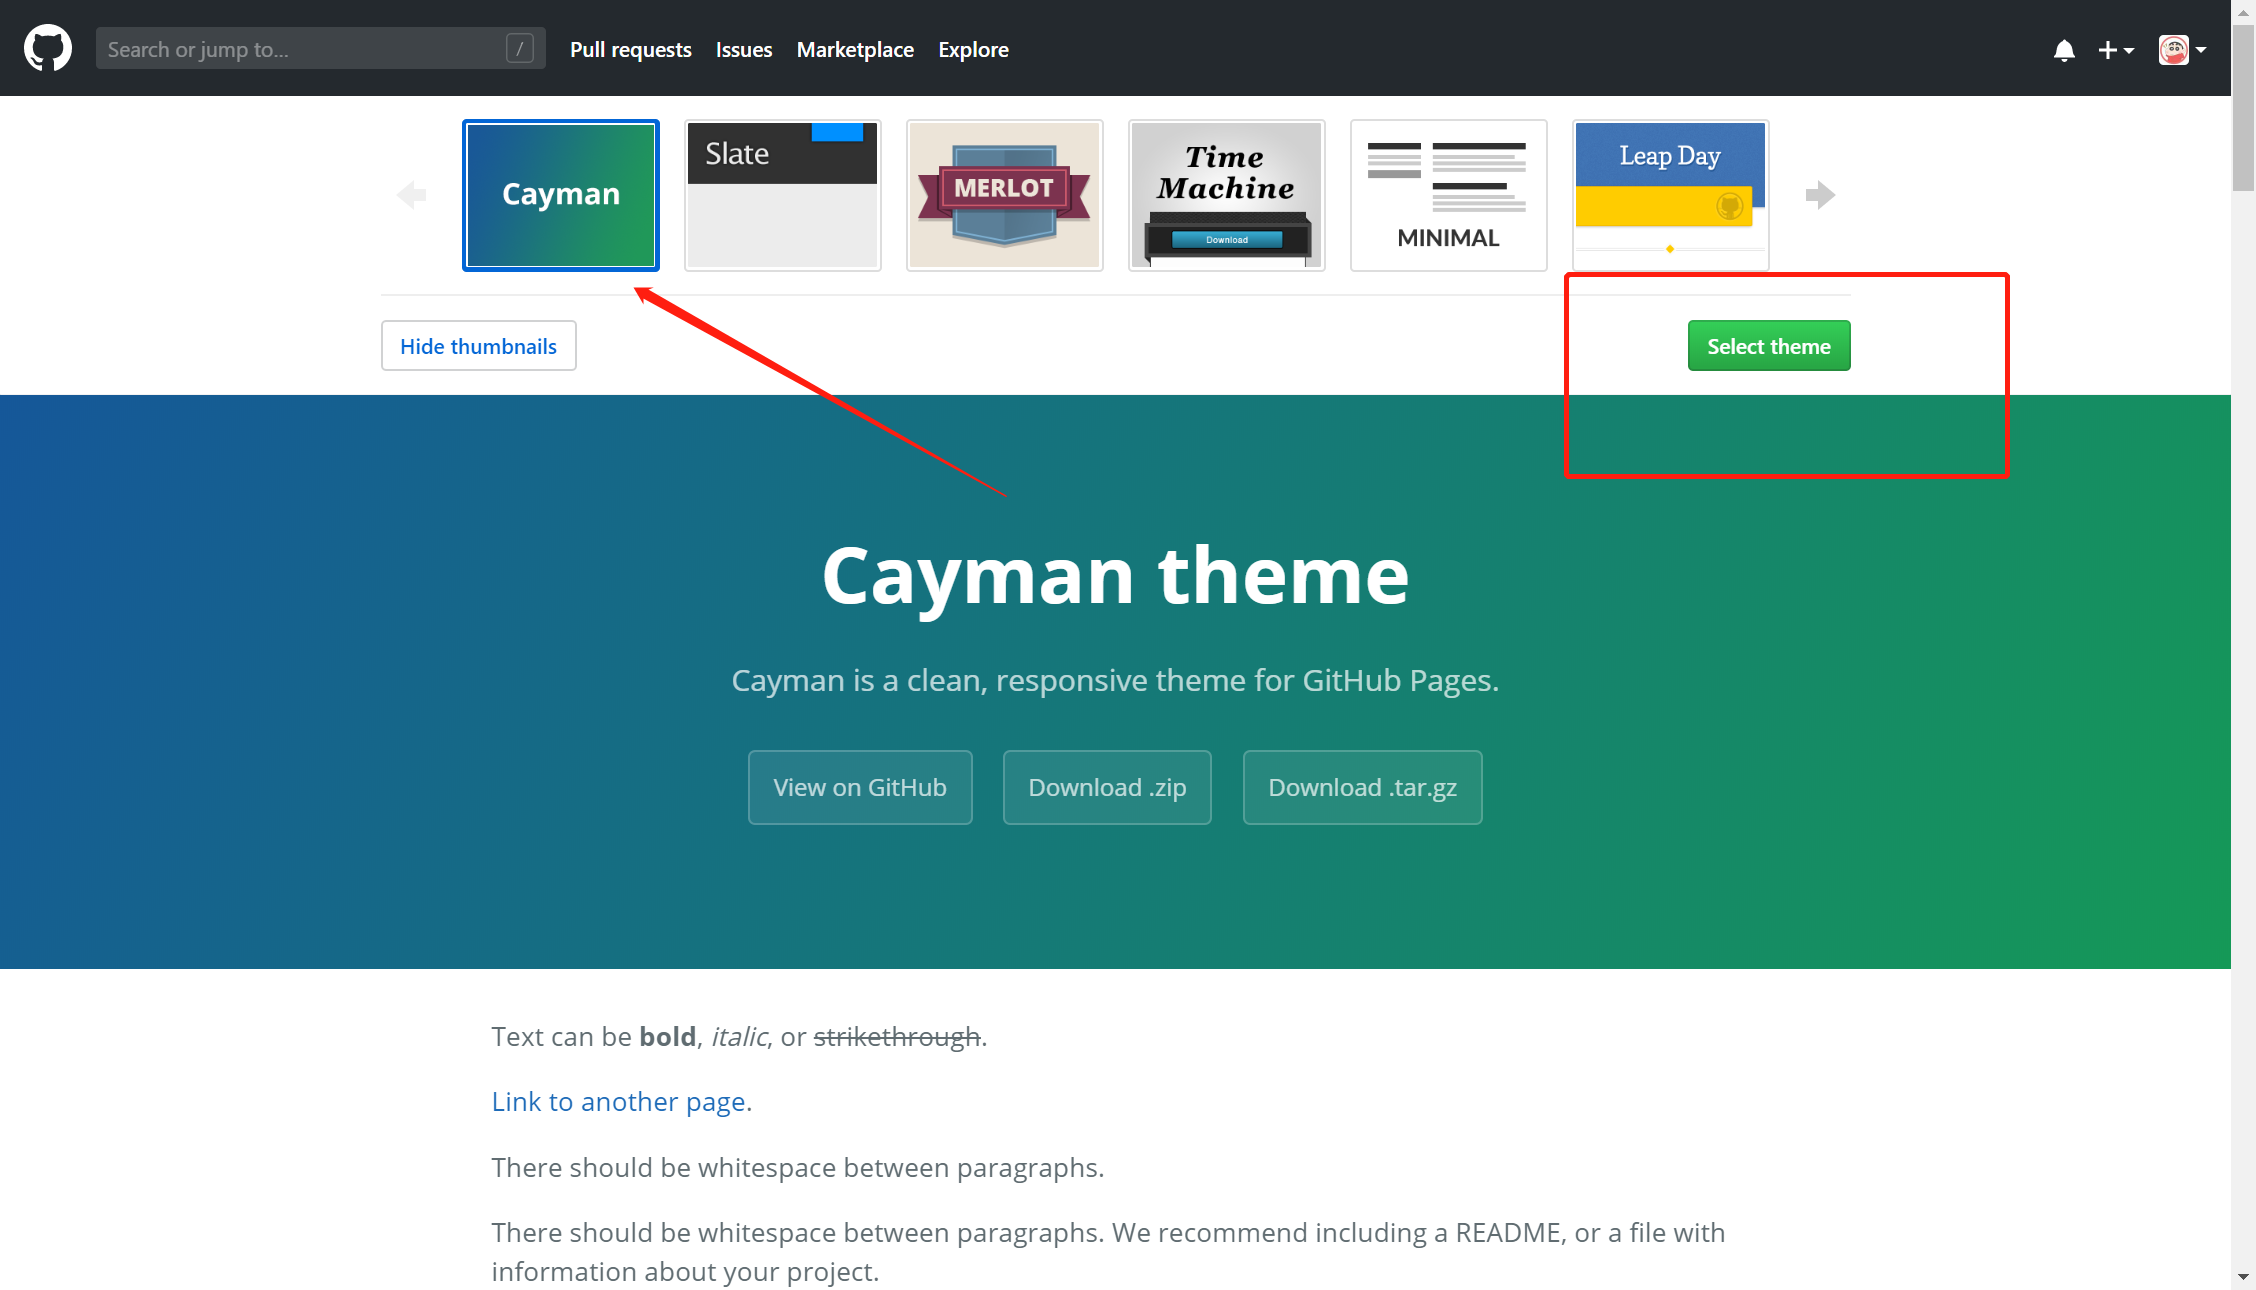 Search or jump to...
/
Pull requests
Issues
Marketplace
Explore
Cayman
Slate
MERLOT
Time
Machine
Download
MINIMAL
Leap Day
Hide thumbnails
Select theme
Cayman theme
Cayman is a clean, responsive theme for GitHub Pages.
View on GitHub
Download .zip
Download .tar.gz
Text can be bold, italic, or strikethrough.
Link to another page.
There should be whitespace between paragraphs.
There should be whitespace between paragraphs. We recommend including a README, or a file with
information about your project.